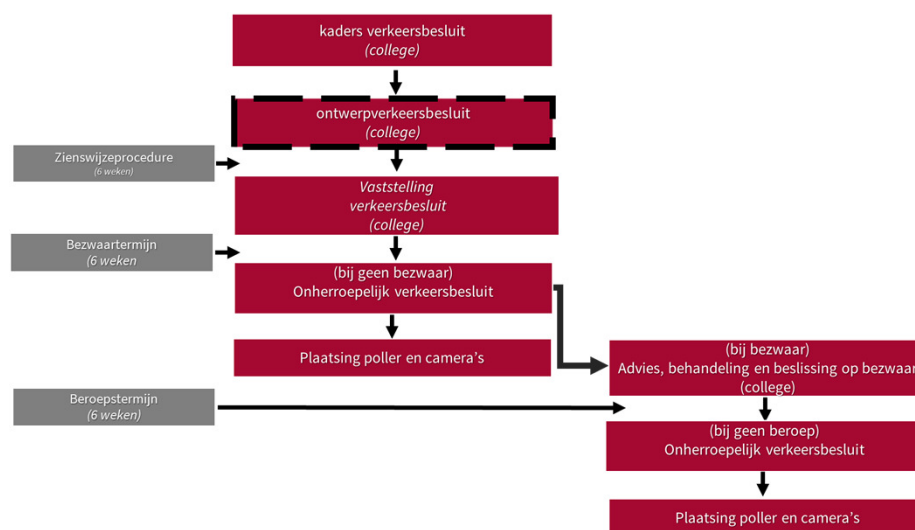 kaders verkeersbesluit
(college)
ontwerpverkeersbesluit
(college)
Zienswijzeprocedure
(6 weken)
Vaststelling
verkeersbesluit
(college)
Bezwaartermijn
(6 weken
(bij geen bezwaar)
Onherroepelijk verkeersbesluit
Plaatsing poller en camera's
(bij bezwaar)
Advies, behandeling en beslissing op bezwaar
(college)
Beroepstermijn
(6 weken)
(bij geen beroep)
Onherroepelijk verkeersbesluit
Plaatsing poller en camera's